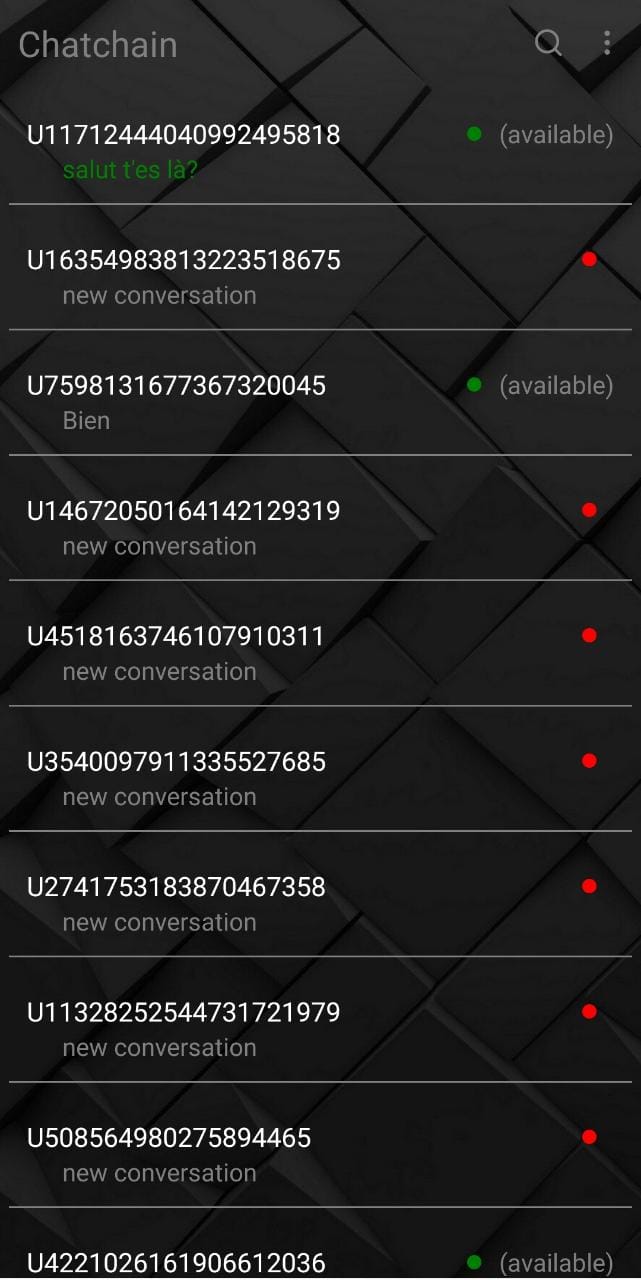 Chatchain
U11712444040992495818 (available)
salut t'es là?
U16354983813223518675
new conversation
U7598131677367320045 (available)
Bien
U14672050164142129319
new conversation
U4518163746107910311
new conversation
U3540097911335527685
new conversation
U2741753183870467358
new conversation
U11328252544731721979
new conversation
U508564980275894465
new conversation
U4221026161906612036 (available)